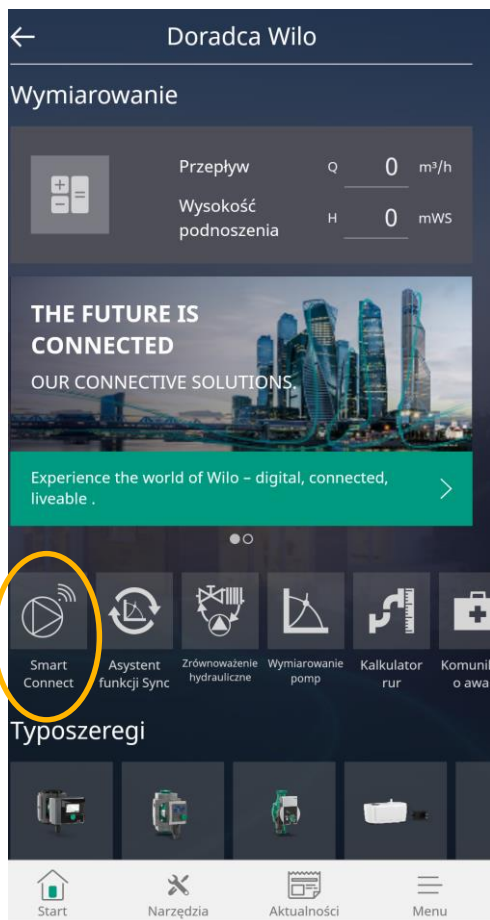 Doradca Wilo
Wymiarowanie
Przepływ Q 0 m³/h
Wysokość
podnoszenia H 0 mWS
THE FUTURE IS
CONNECTED
OUR CONNECTIVE SOLUTIONS.
Experience the world of Wilo – digital, connected,
liveable .
Smart
Connect
Asystent
funkcji Sync
Zrównoważenie
hydrauliczne
Wymiarowanie
pomp
Kalkulator
rur
Komuni
o awa
Typoszeregi
Start
Narzędzia
Aktualności
Menu